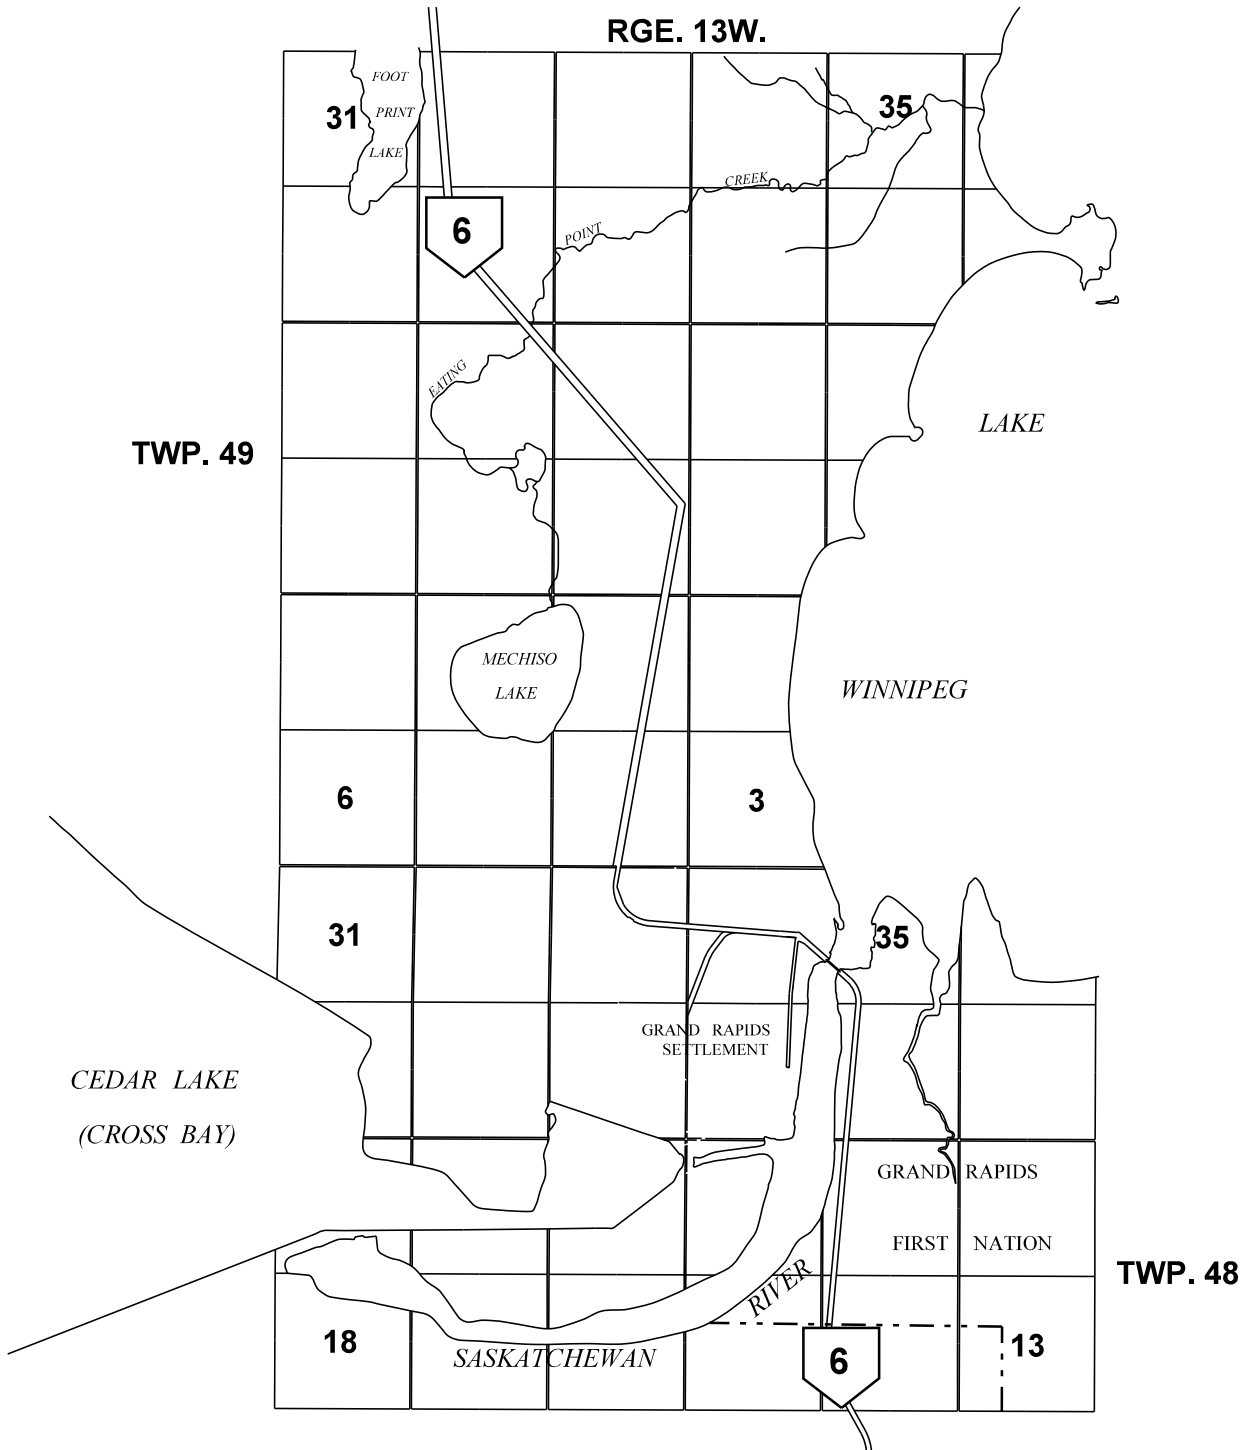 RGE. 13W.
FOOT
PRINT
LAKE
31
35
6
CREEK
POINT
EATING
LAKE
TWP. 49
MECHISO
LAKE
WINNIPEG
6
3
31
35
GRAND RAPIDS
SETTLEMENT
CEDAR LAKE
(CROSS BAY)
GRAND RAPIDS
FIRST NATION
TWP. 48
RIVER
18
SASKATCHEWAN
6
13